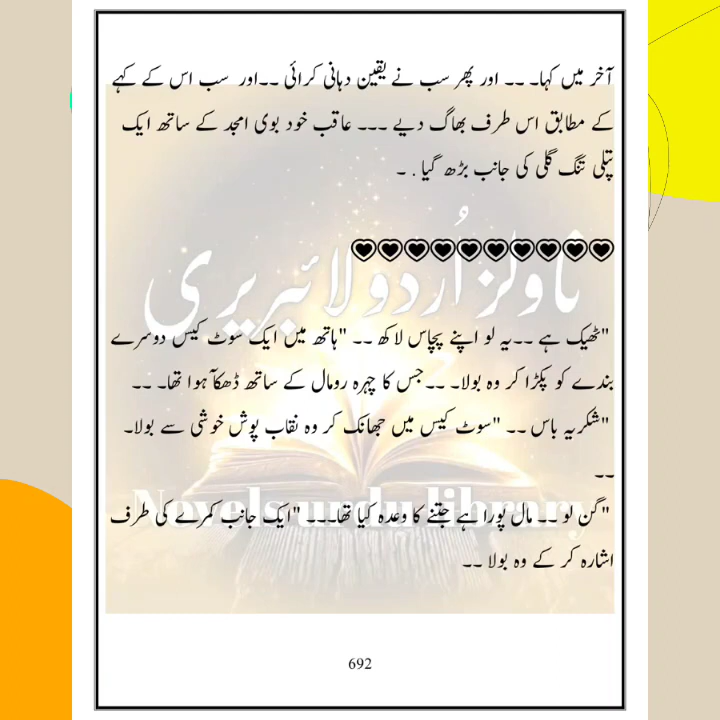 آخر میں کہا۔ ۔۔ اور پھر سب نے یقین دہانی کرائی ۔۔اور سب اس کے کہے
کے مطابق اس طرف بھاگ دیے ۔۔۔ عاقب خود بوی امجد کے ساتھ ایک
پتلی تنگ گلی کی جانب بڑھ گیا . ۔
🖤🖤🖤🖤🖤🖤🖤🖤🖤🖤
ناولز اُردو لائبریری
"ٹھیک ہے ۔۔یہ لو اپنے پچاس لاکھ ۔۔ "ہاتھ میں ایک سوٹ کیس دوسرے
بندے کو پکڑا کر وہ بولا۔ ۔۔جس کا چہرہ رومال کے ساتھ ڈھکآ ہوا تھا۔ ۔۔
"شکریہ باس ۔۔ "سوٹ کیس میں جھانک کر وہ نقاب پوش خوشی سے بولا۔
۔۔
Novels urdu library
"گن لو ۔۔ مال پورا ہے جتنے کا وعدہ کیا تھا۔۔۔ "ایک جانب کمرے کی طرف
اشارہ کر کے وہ بولا ۔۔
692